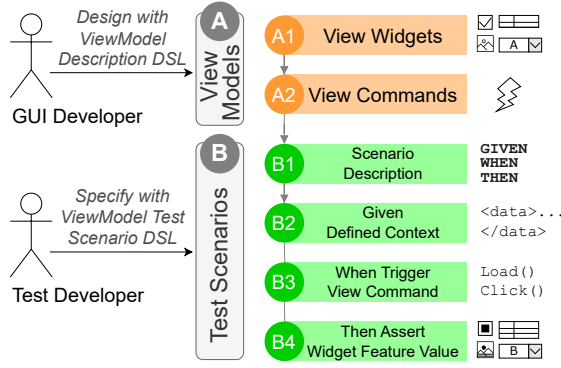 Design with
ViewModel
Description DSL
GUI Developer
A
View
Models
A1
View Widgets
A
A2
View Commands
B
Test Scenarios
B1
Scenario
Description
GIVEN
WHEN
THEN
Specify with
ViewModel Test
Scenario DSL
Test Developer
B2
Given
Defined Context
<data>...
</data>
B3
When Trigger
View Command
Load()
Click()
B4
Then Assert
Widget Feature Value
B